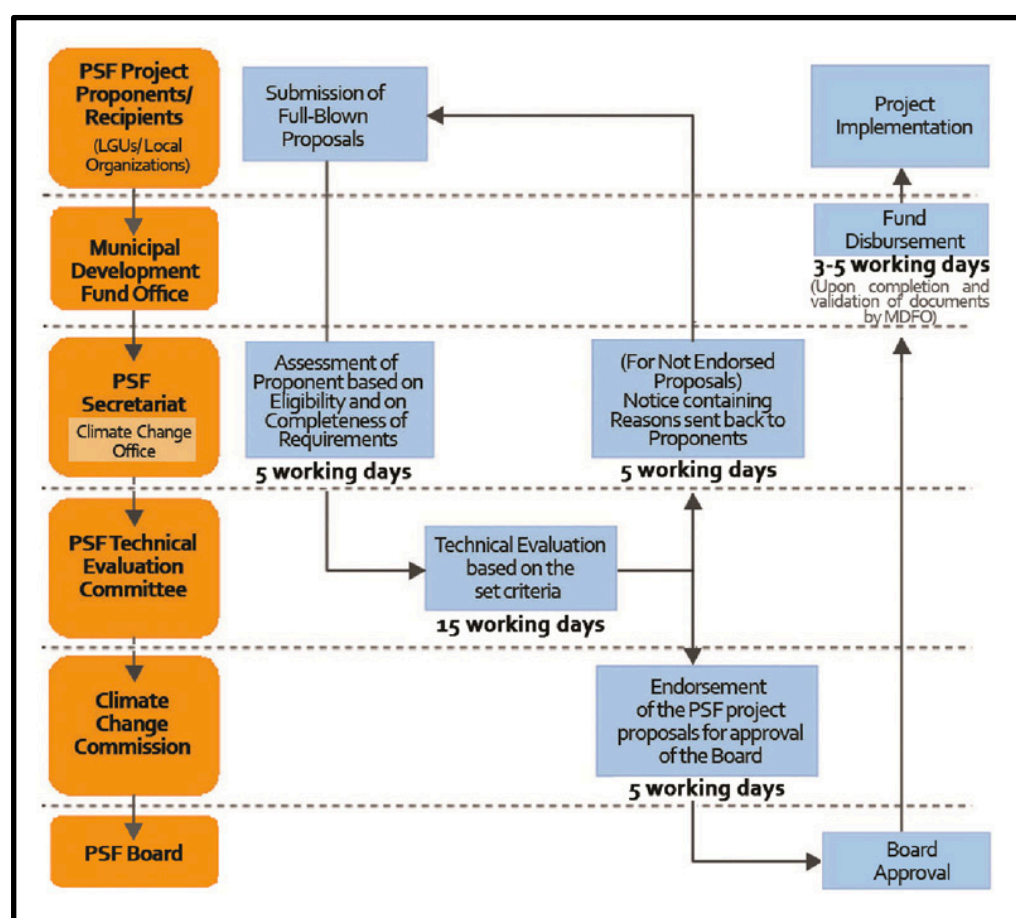 PSF Project
Proponents/
Recipients
(LGUs/ Local
Organizations)
Submission of
Full-Blown
Proposals
Project
Implementation
Municipal
Development
Fund Office
Fund
Disbursement
3-5 working days
(Upon completion and
validation of documents
by MDFO)
PSF
Secretariat
Climate Change
Office
Assessment of
Proponent based on
Eligibility and on
Completeness of
Requirements
5 working days
(For Not Endorsed
Proposals)
Notice containing
Reasons sent back to
Proponents
5 working days
PSF Technical
Evaluation
Committee
Technical Evaluation
based on the
set criteria
15 working days
Climate
Change
Commission
Endorsement
of the PSF project
proposals for approval
of the Board
5 working days
PSF Board
Board
Approval